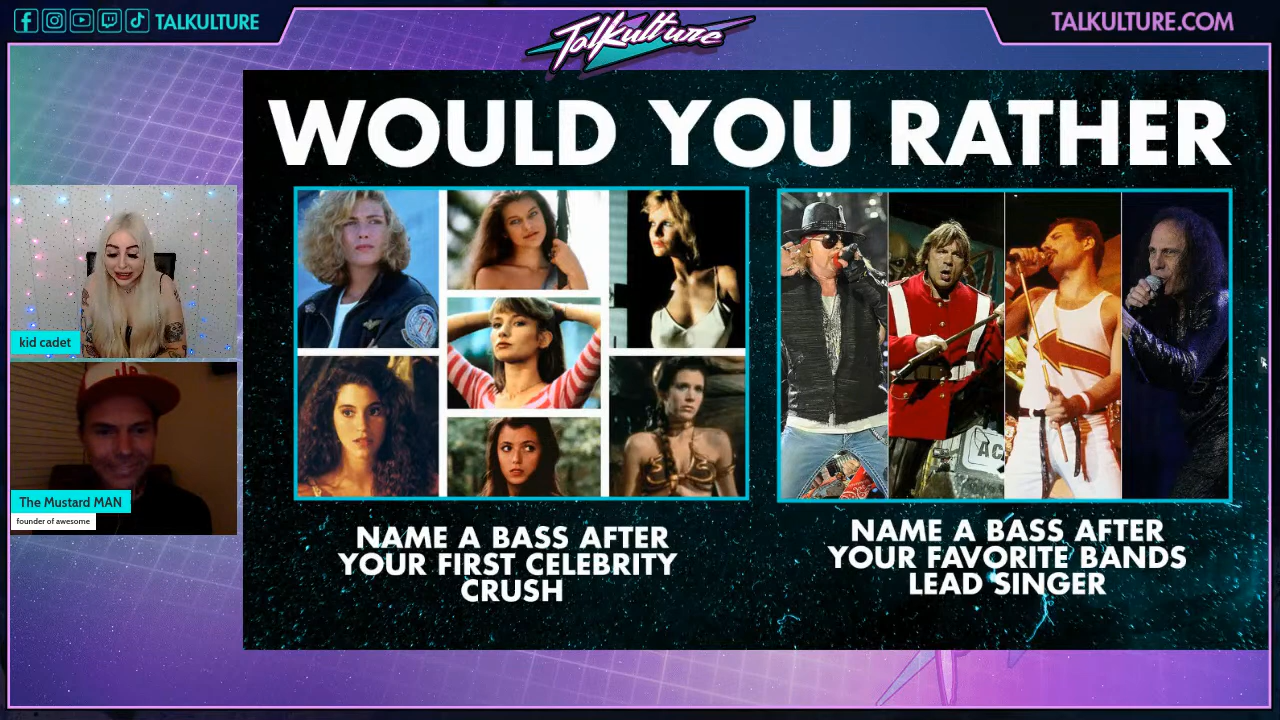 TALKULTURE
Talkulture
TALKULTURE.COM
WOULD YOU RATHER
kid cadet
The Mustard MAN
founder of awesome
NAME A BASS AFTER
YOUR FIRST CELEBRITY
CRUSH
NAME A BASS AFTER
YOUR FAVORITE BANDS
LEAD SINGER